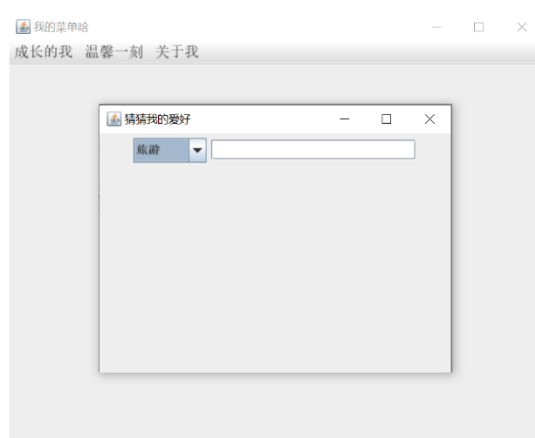 我的菜单哈
成长的我 温馨一刻 关于我
猜猜我的爱好
旅游